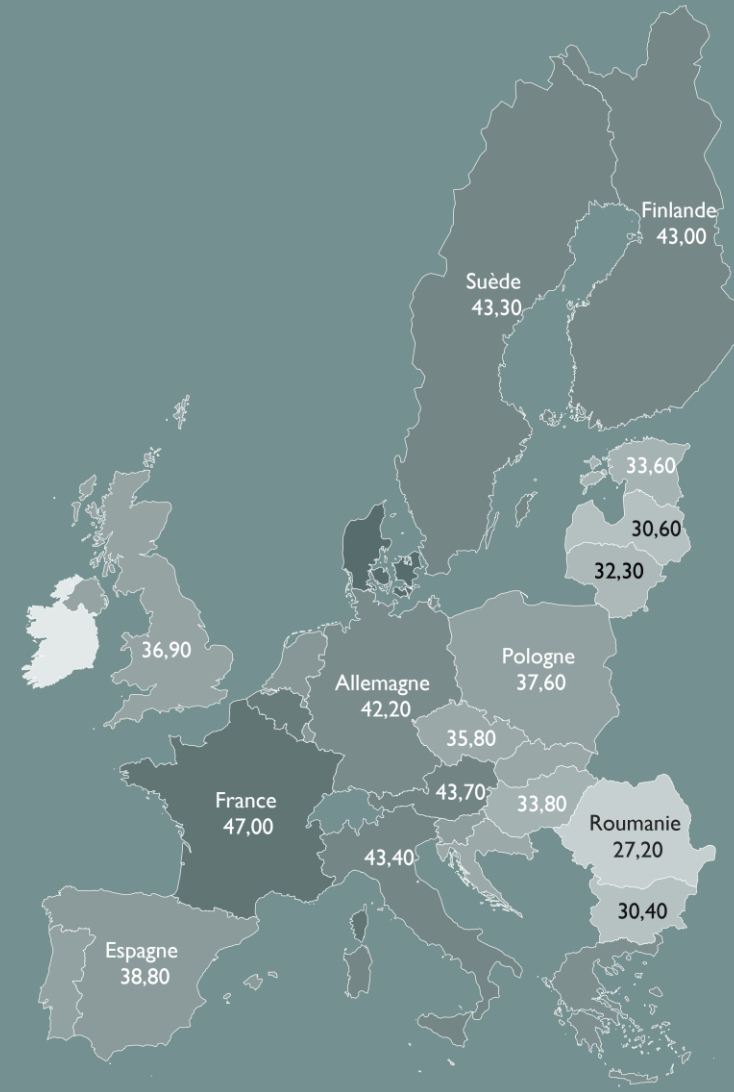 Finlande
43,00
Suède
43,30
33,60
30,60
32,30
36,90
Pologne
37,60
Allemagne
42,20
35,80
43,70
33,80
France
47,00
Roumanie
27,20
43,40
30,40
Espagne
38,80